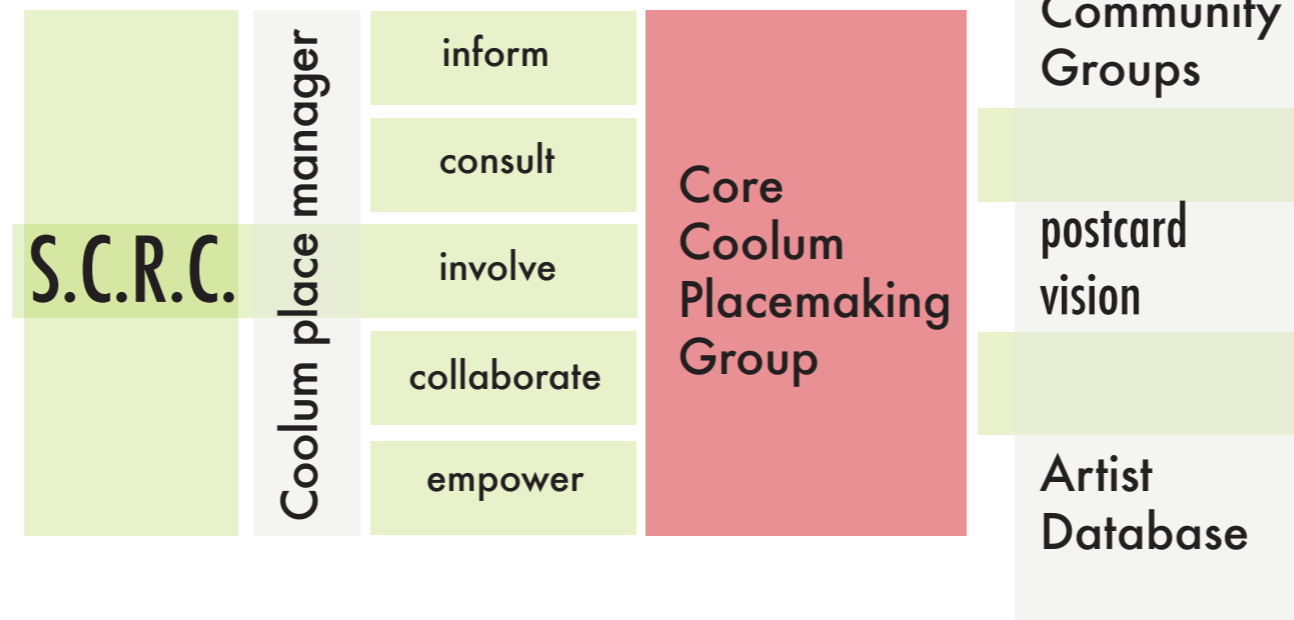 S.C.R.C.
Coolum place manager
inform
consult
involve
collaborate
empower
Core
Coolum
Placemaking
Group
Community
Groups
postcard
vision
Artist
Database